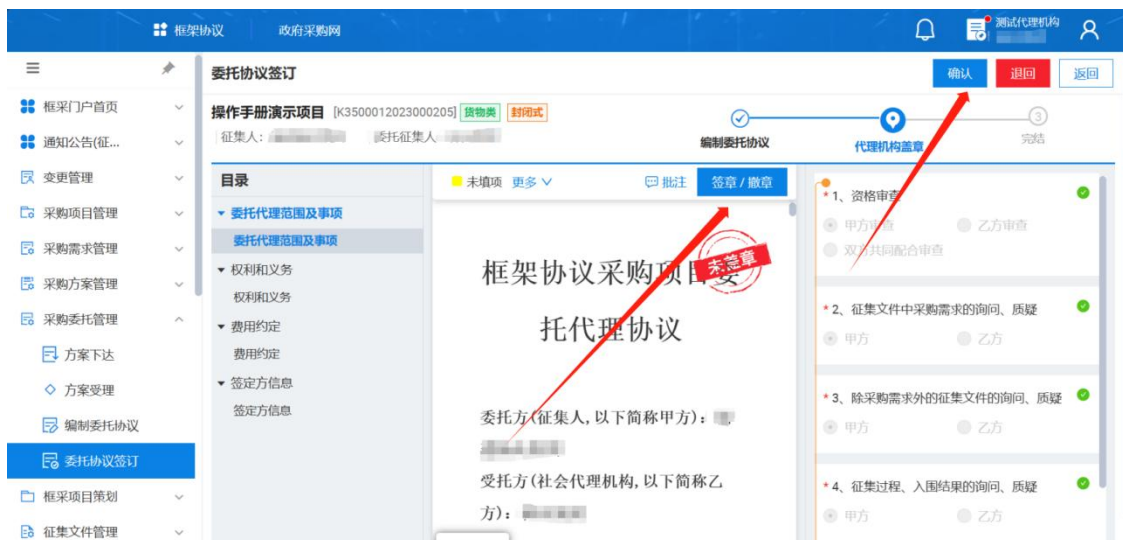 框架协议 政府采购网 测试代理机构
委托协议签订 确认 退回 返回
框采门户首页
通知公告(征...
变更管理
采购项目管理
采购需求管理
采购方案管理
采购委托管理
方案下达
方案受理
编制委托协议
委托协议签订
框采项目策划
征集文件管理
操作手册演示项目 [K3500012023000205] 货物类 封闭式
征集人: 委托征集人
编制委托协议
代理机构盖章
3
完结
目录
委托代理范围及事项
委托代理范围及事项
权利和义务
权利和义务
费用约定
费用约定
签定方信息
签定方信息
未填项 更多 批注 签章 / 撤章
未签章
框架协议采购项目委
托代理协议
委托方(征集人,以下简称甲方):
受托方(社会代理机构,以下简称乙
方):
* 1、资格审查
甲方审查 乙方审查
双方共同配合审查
* 2、征集文件中采购需求的询问、质疑
甲方 乙方
* 3、除采购需求外的征集文件的询问、质疑
甲方 乙方
* 4、征集过程、入围结果的询问、质疑
甲方 乙方